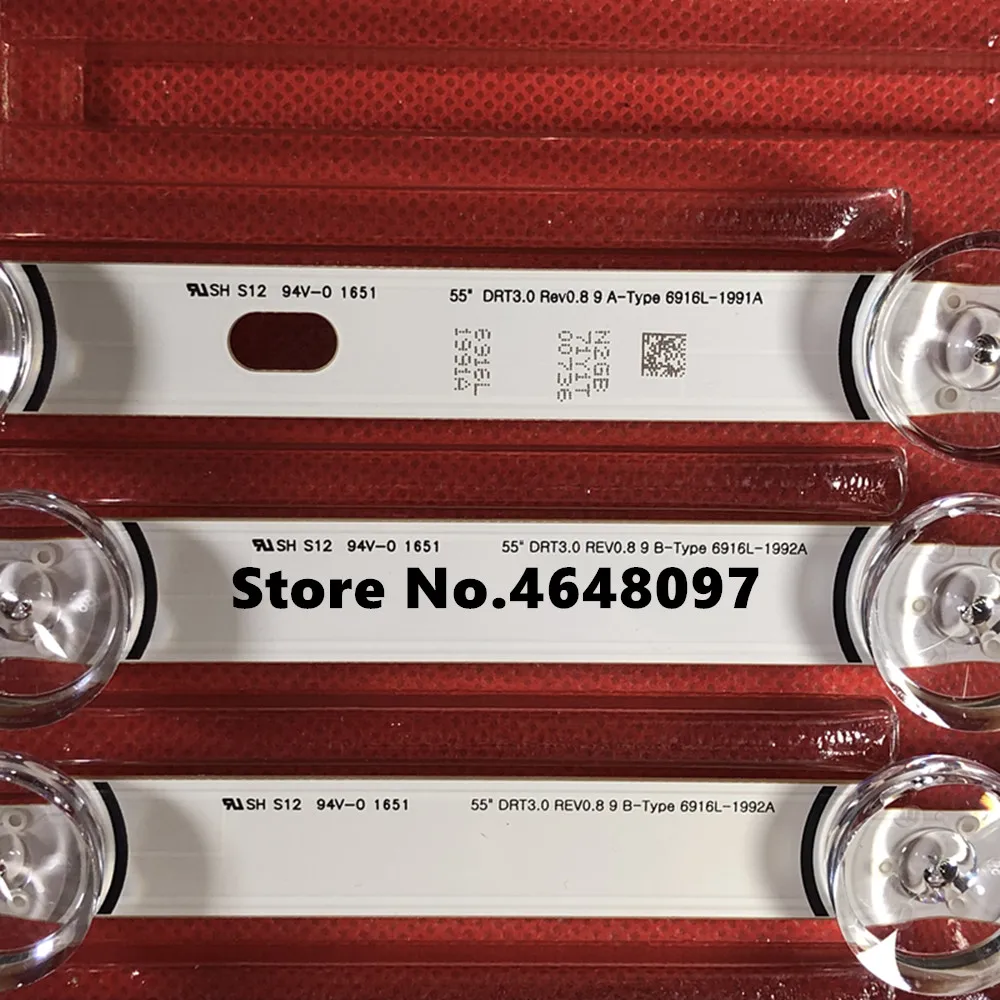 SH S12 94V-0 1651 55" DRT3.0 Rev0.8 9 A-Type 6916L-1991A
6916L
1991A
N2GE
71Y1T
00736
SH S12 94V-0 1651 55" DRT3.0 REV0.8 9 B-Type 6916L-1992A
Store No.4648097
SH S12 94V-0 1651 55" DRT3.0 REV0.8 9 B-Type 6916L-1992A